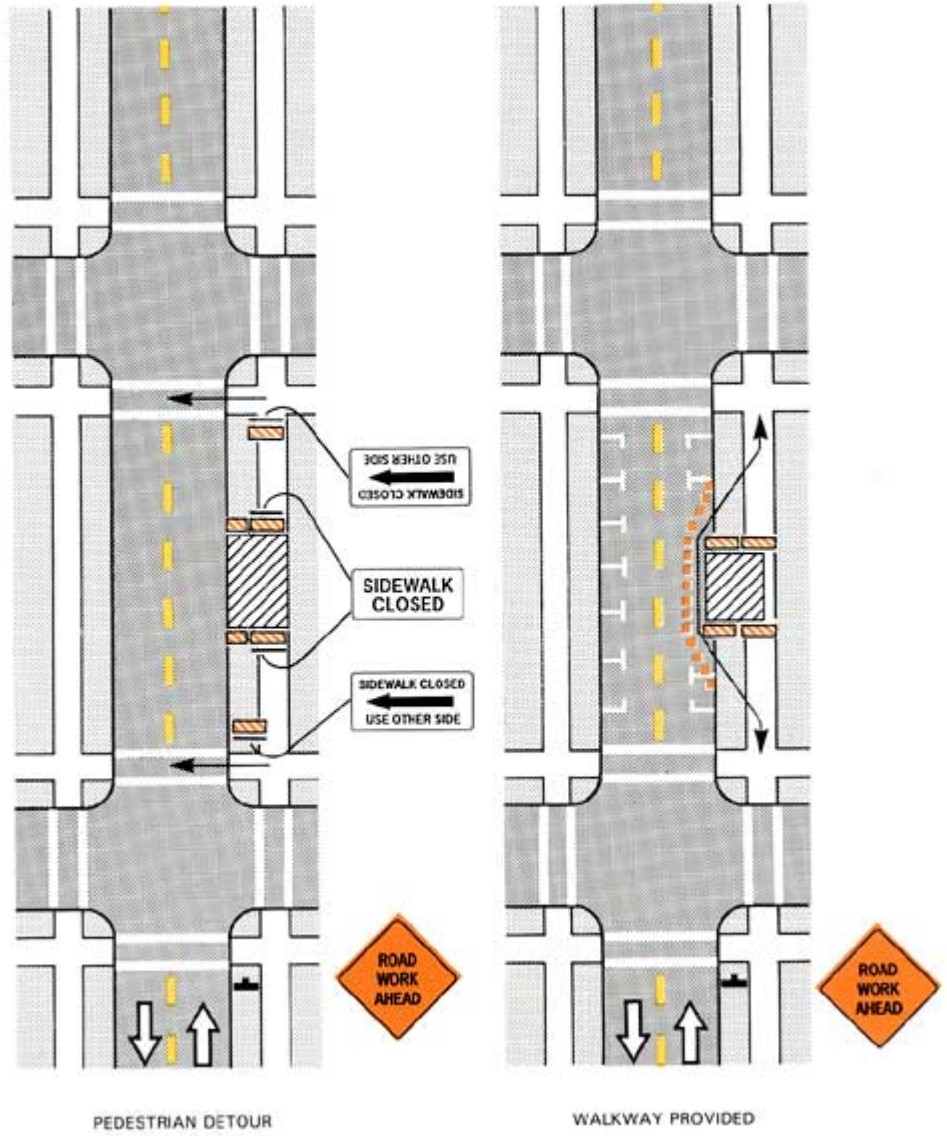 SIDEWALK CLOSED
USE OTHER SIDE
SIDEWALK
CLOSED
SIDEWALK CLOSED
USE OTHER SIDE
ROAD
WORK
AHEAD
ROAD
WORK
AHEAD
PEDESTRIAN DETOUR
WALKWAY PROVIDED